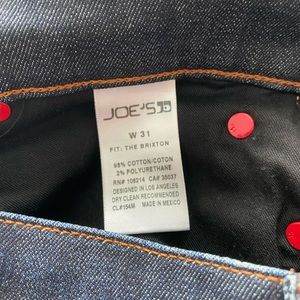 JOE'S
W 31
FIT: THE BRIXTON
98% COTTON/COTON
2% POLYURETHANE
RN# 106214 CA# 35037
DESIGNED IN LOS ANGELES
DRY CLEAN RECOMMENDED
CL#154M MADE IN MEXICO